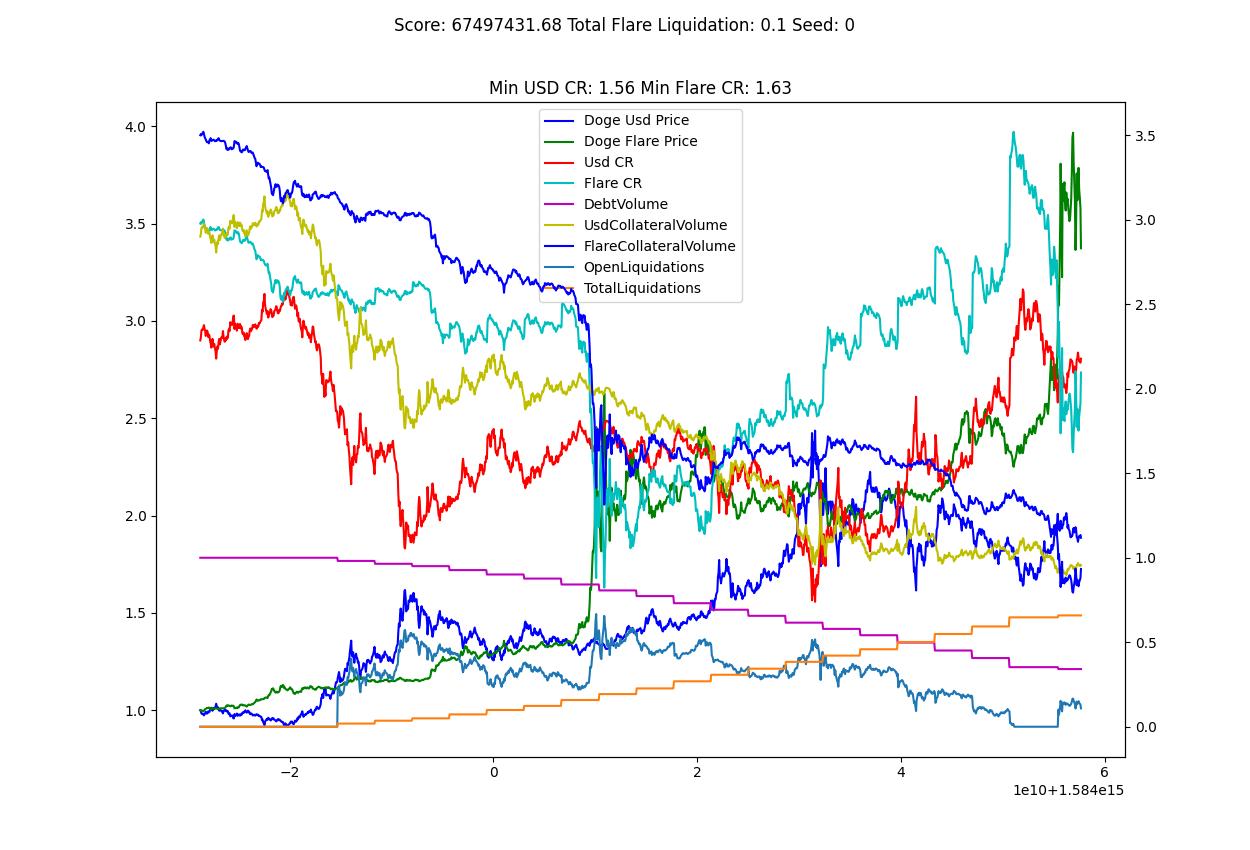 Score: 67497431.68 Total Flare Liquidation: 0.1 Seed: 0
Min USD CR: 1.56 Min Flare CR: 1.63
Doge Usd Price
Doge Flare Price
Usd CR
Flare CR
DebtVolume
UsdCollateralVolume
FlareCollateralVolume
OpenLiquidations
TotalLiquidations
4.0
3.5
3.0
2.5
2.0
1.5
1.0
3.5
3.0
2.5
2.0
1.5
1.0
0.5
0.0
−2
0
2
4
6
1e10+1.584e15